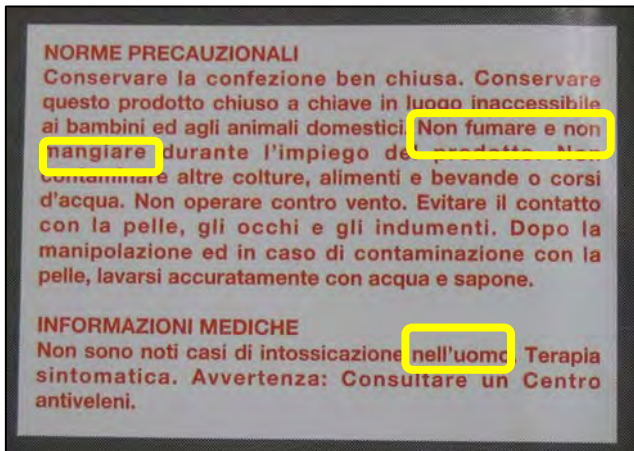 NORME PRECAUZIONALI
Conservare la confezione ben chiusa. Conservare
questo prodotto chiuso a chiave in luogo inaccessibile
ai bambini ed agli animali domestici. Non fumare e non
mangiare durante l'impiego del prodotto. Non
contaminare altre colture, alimenti e bevande o corsi
d'acqua. Non operare contro vento. Evitare il contatto
con la pelle, gli occhi e gli indumenti. Dopo la
manipolazione ed in caso di contaminazione con la
pelle, lavarsi accuratamente con acqua e sapone.
INFORMAZIONI MEDICHE
Non sono noti casi di intossicazione nell'uomo. Terapia
sintomatica. Avvertenza: Consultare un Centro
antiveleni.